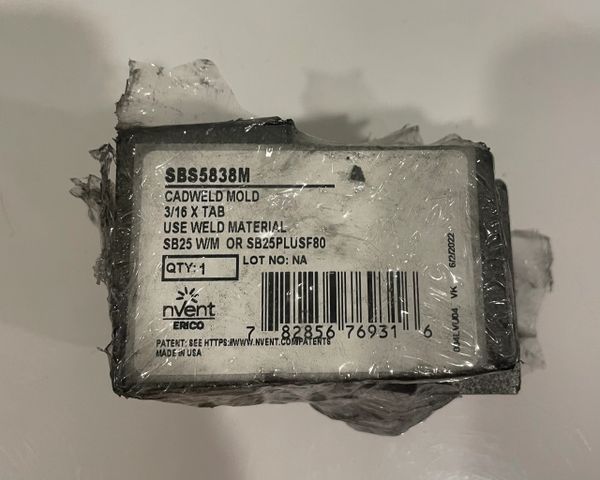 SBS5838M
CADWELD MOLD
3/16 X TAB
USE WELD MATERIAL
SB25 W/M OR SB25PLUSF80
QTY: 1
LOT NO: NA
nvent
ERICO
7 82856 76931 6
PATENT: SEE HTTPS://WWW.NVENT.COM/PATENTS
MADE IN USA
VK 6/2/2022